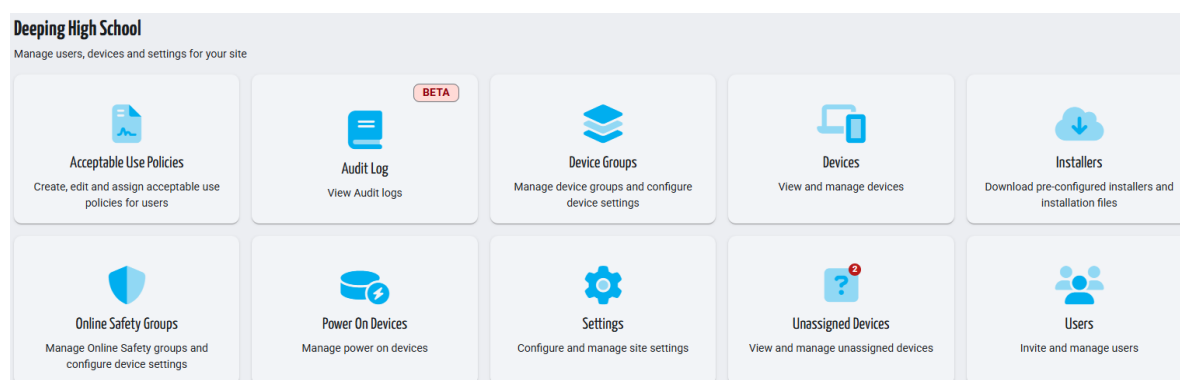 Deeping High School
Manage users, devices and settings for your site
Acceptable Use Policies
Create, edit and assign acceptable use
policies for users
BETA
Audit Log
View Audit logs
Device Groups
Manage device groups and configure
device settings
Devices
View and manage devices
Installers
Download pre-configured installers and
installation files
Online Safety Groups
Manage Online Safety groups and
configure device settings
Power On Devices
Manage power on devices
Settings
Configure and manage site settings
2
?
Unassigned Devices
View and manage unassigned devices
Users
Invite and manage users